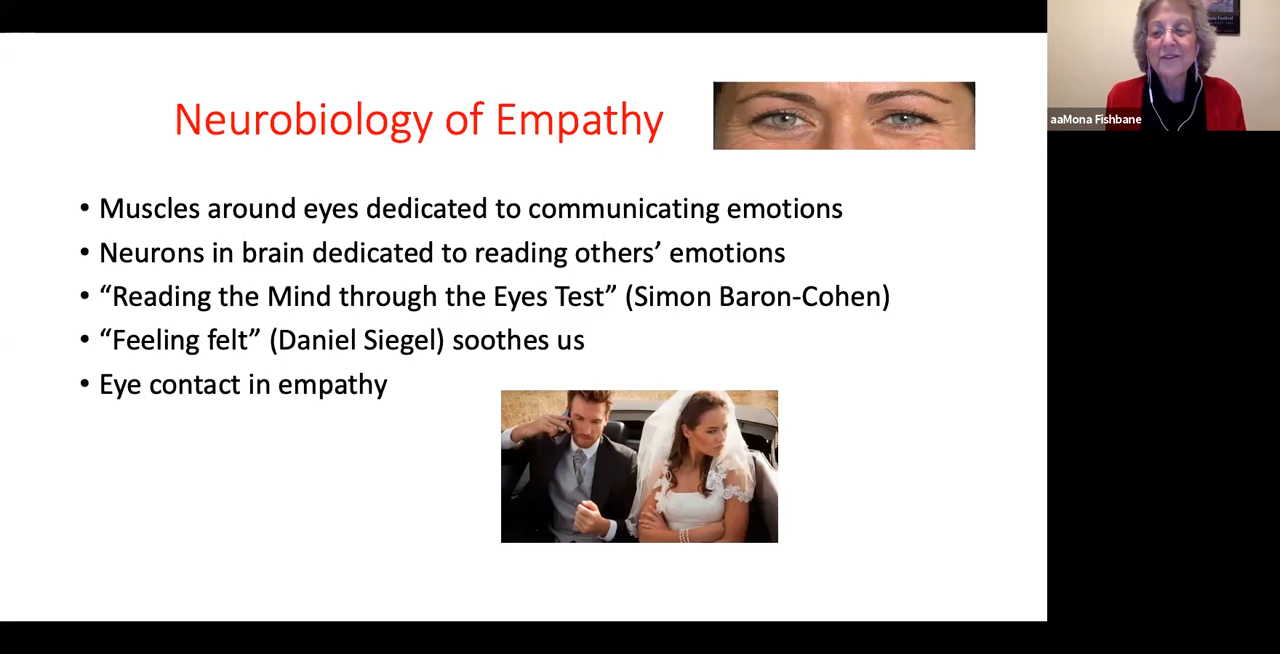 Neurobiology of Empathy
• Muscles around eyes dedicated to communicating emotions
• Neurons in brain dedicated to reading others’ emotions
• “Reading the Mind through the Eyes Test” (Simon Baron-Cohen)
• “Feeling felt” (Daniel Siegel) soothes us
• Eye contact in empathy
aaMona Fishbane